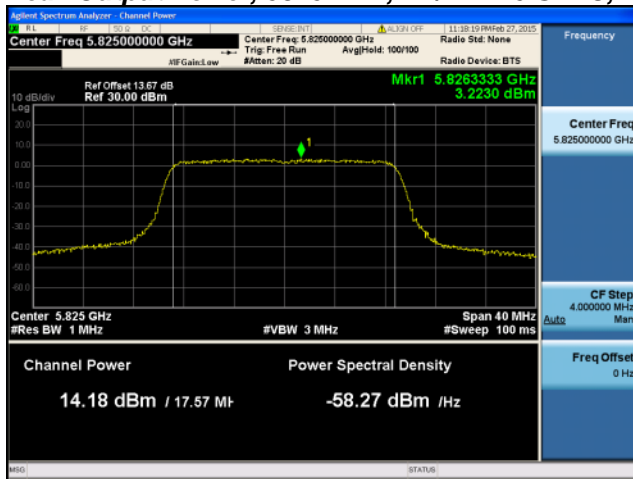 Agilent Spectrum Analyzer - Channel Power
RL RF 50 Ω DC SENSE:INT ALIGN OFF 11:18:19 PM Feb 27, 2015
Center Freq 5.825000000 GHz
Center Freq: 5.825000000 GHz
Radio Std: None
Frequency
Trig: Free Run Avg|Hold: 100/100
#IFGain:Low #Atten: 20 dB Radio Device: BTS
Mkr1 5.8263333 GHz
3.2230 dBm
Ref Offset 13.67 dB
10 dB/div Ref 30.00 dBm
Log
20.0
10.0
0.00
-10.0
-20.0
-30.0
-40.0
-50.0
-60.0
1
Center Freq
5.825000000 GHz
Center 5.825 GHz Span 40 MHz
#Res BW 1 MHz #VBW 3 MHz #Sweep 100 ms
CF Step
4.000000 MHz
Auto Man
Channel Power Power Spectral Density
14.18 dBm / 17.57 MH
-58.27 dBm /Hz
Freq Offset
0 Hz
MSG STATUS